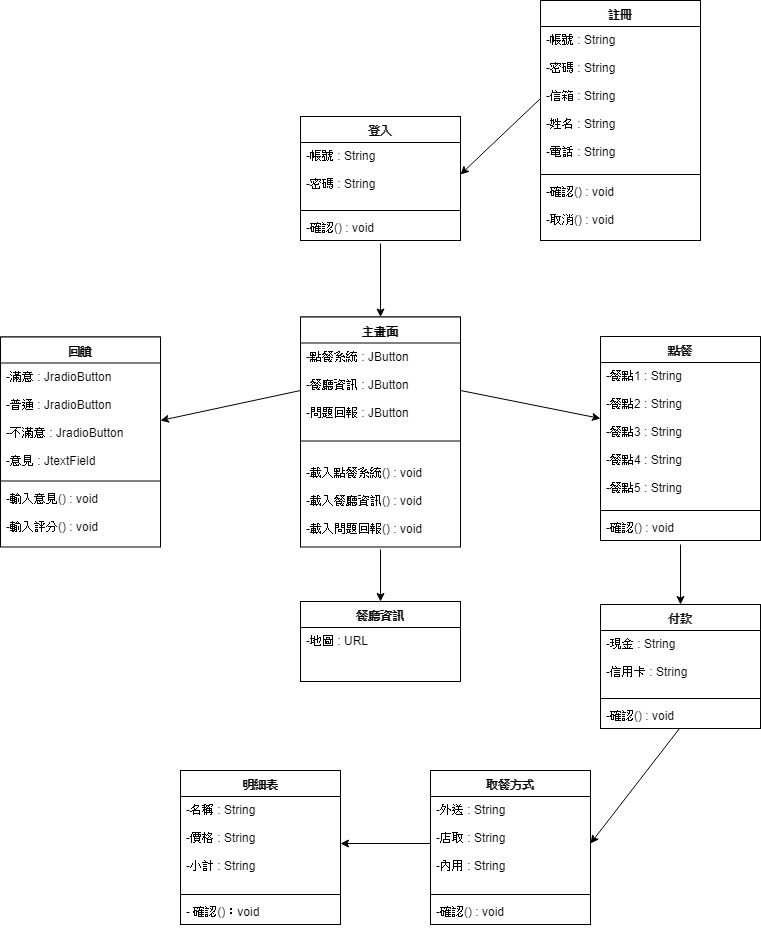 註冊
-帳號 : String
-密碼 : String
-信箱 : String
-姓名 : String
-電話 : String
-確認() : void
-取消() : void
登入
-帳號 : String
-密碼 : String
-確認() : void
主畫面
-點餐系統 : JButton
-餐廳資訊 : JButton
-問題回報 : JButton
-載入點餐系統() : void
-載入餐廳資訊() : void
-載入問題回報() : void
回饋
-滿意 : JradioButton
-普通 : JradioButton
-不滿意 : JradioButton
-意見 : JtextField
-輸入意見() : void
-輸入評分() : void
點餐
-餐點1 : String
-餐點2 : String
-餐點3 : String
-餐點4 : String
-餐點5 : String
-確認() : void
餐廳資訊
-地圖 : URL
付款
-現金 : String
-信用卡 : String
-確認() : void
取餐方式
-外送 : String
-店取 : String
-內用 : String
-確認() : void
明細表
-名稱 : String
-價格 : String
-小計 : String
- 確認()：void